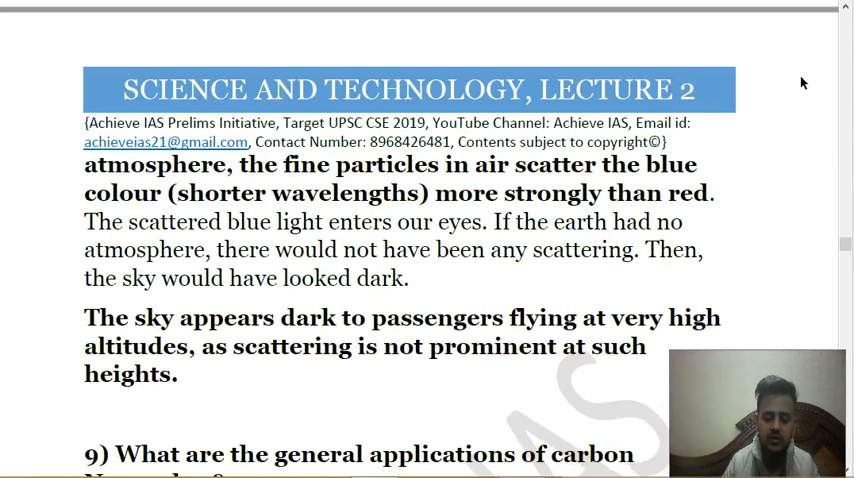 SCIENCE AND TECHNOLOGY, LECTURE 2
{Achieve IAS Prelims Initiative, Target UPSC CSE 2019, YouTube Channel: Achieve IAS, Email id:
achieveias21@gmail.com, Contact Number: 8968426481, Contents subject to copyright©}
atmosphere, the fine particles in air scatter the blue
colour (shorter wavelengths) more strongly than red.
The scattered blue light enters our eyes. If the earth had no
atmosphere, there would not have been any scattering. Then,
the sky would have looked dark.
The sky appears dark to passengers flying at very high
altitudes, as scattering is not prominent at such
heights.
9) What are the general applications of carbon
IAS